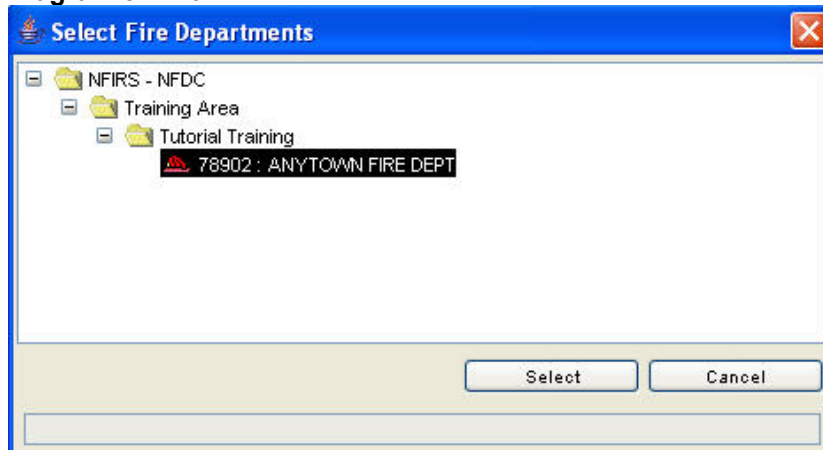 Select Fire Departments
NFIRS - NFDC
Training Area
Tutorial Training
78902 : ANYTOWN FIRE DEPT
Select Cancel